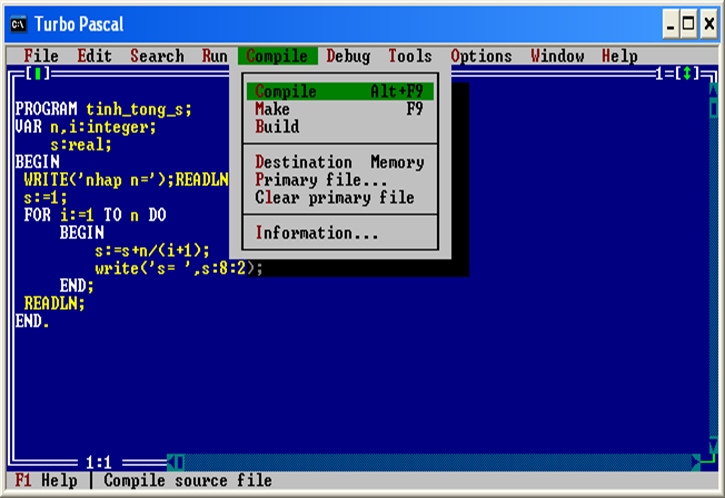 C:\ Turbo Pascal
File Edit Search Run Compile Debug Tools Options Window Help
1
Compile Alt+F9
Make F9
Build
Destination Memory
Primary file...
Clear primary file
Information...
PROGRAM tinh_tong_s;
VAR n,i:integer;
s:real;
BEGIN
WRITE('nhap n=');READLN
s:=1;
FOR i:=1 TO n DO
BEGIN
s:=s+n/(i+1);
write('s= ',s:8:2);
END;
READLN;
END.
1:1
F1 Help | Compile source file